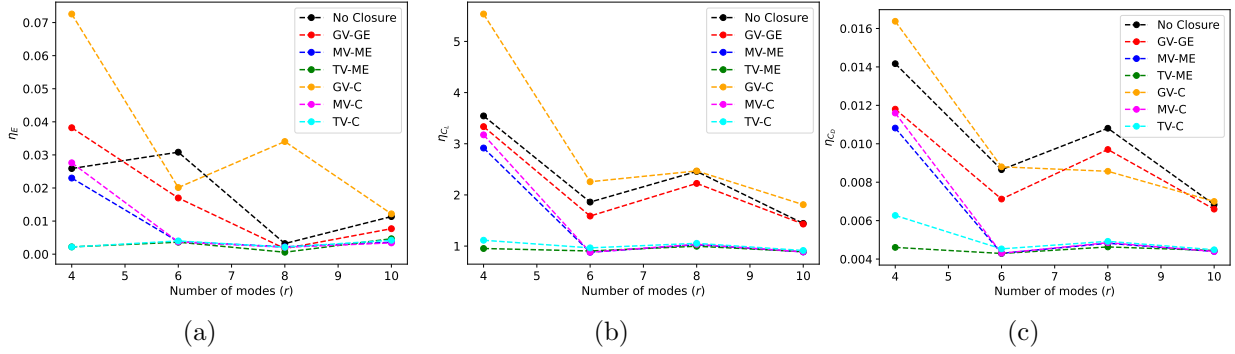 0.07
0.06
0.05
0.04
0.03
0.02
0.01
0.00
η_E
No Closure
GV-GE
MV-ME
TV-ME
GV-C
MV-C
TV-C
4 5 6 7 8 9 10
Number of modes (r)
(a)
5
4
3
2
1
η_{C_L}
No Closure
GV-GE
MV-ME
TV-ME
GV-C
MV-C
TV-C
4 5 6 7 8 9 10
Number of modes (r)
(b)
0.016
0.014
0.012
0.010
0.008
0.006
0.004
η_{C_D}
No Closure
GV-GE
MV-ME
TV-ME
GV-C
MV-C
TV-C
4 5 6 7 8 9 10
Number of modes (r)
(c)